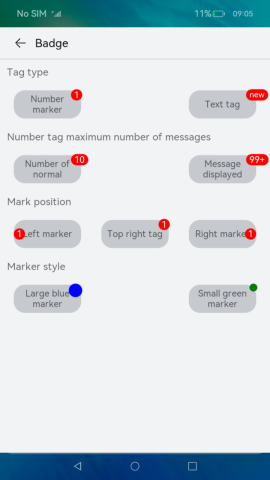 No SIM 11% 09:05
Badge
Tag type
Number marker 1
Text tag new
Number tag maximum number of messages
Number of normal 10
Message displayed 99+
Mark position
1 Left marker
Top right tag 1
Right marke 1
Marker style
Large blue marker
Small green marker